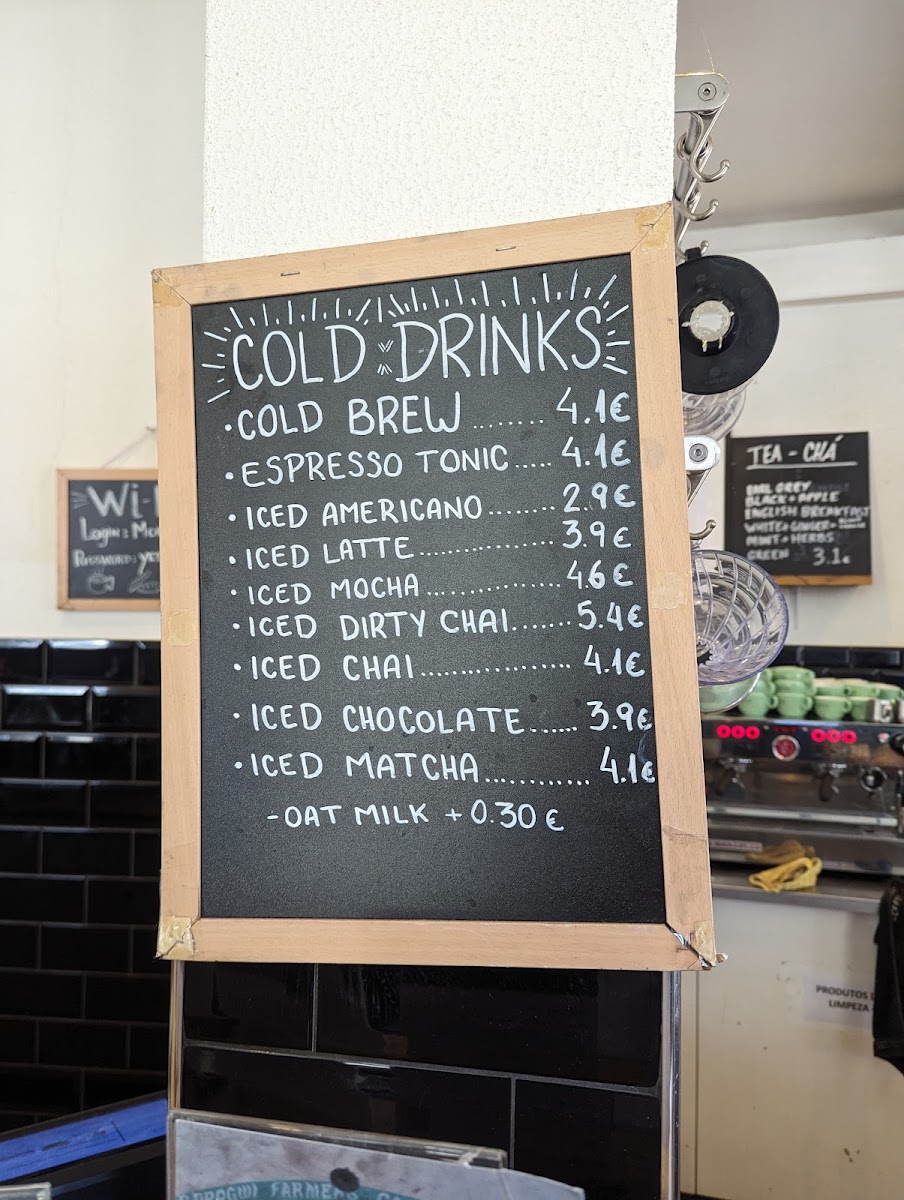 COLD DRINKS
• COLD BREW ......... 4.1€
• ESPRESSO TONIC ..... 4.1€
• ICED AMERICANO ......... 2.9€
• ICED LATTE .................. 3.9€
• ICED MOCHA .................. 4.6€
• ICED DIRTY CHAI ....... 5.4€
• ICED CHAI .................. 4.1€
• ICED CHOCOLATE ...... 3.9€
• ICED MATCHA ............ 4.1€
- OAT MILK + 0.30 €
Wi-
Login:
Password:
TEA - CHÁ
EARL GREY
BLACK + APPLE
ENGLISH BREAKFAST
WHITE + GINGER +
MINT + HERBS
GREEN 3.1€
000 000
PRODUTOS
LIMPEZA
FARMERS